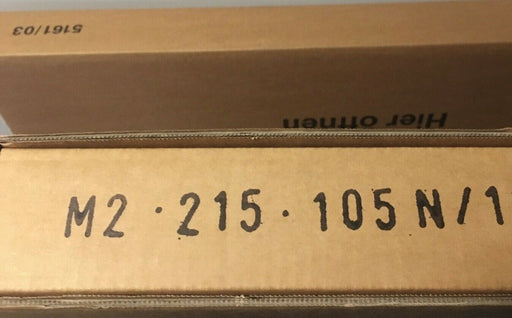 5161/03
Hier öffnen
M2 · 215 · 105 N/1